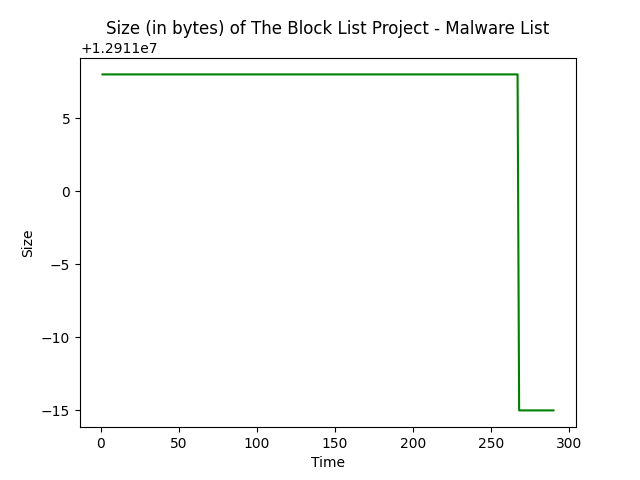 Size (in bytes) of The Block List Project - Malware List
+1.2911e7
5
0
−5
−10
−15
Size
0 50 100 150 200 250 300
Time